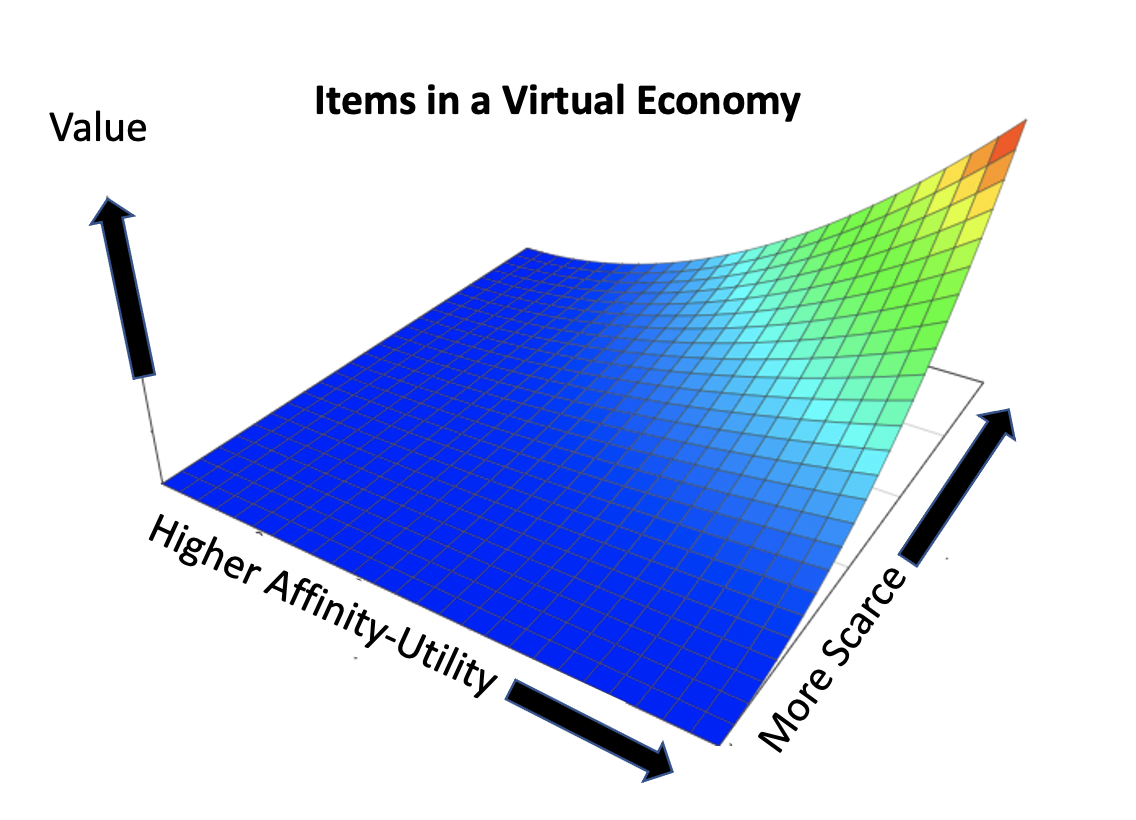 Items in a Virtual Economy
Value
Higher Affinity-Utility
More Scarce